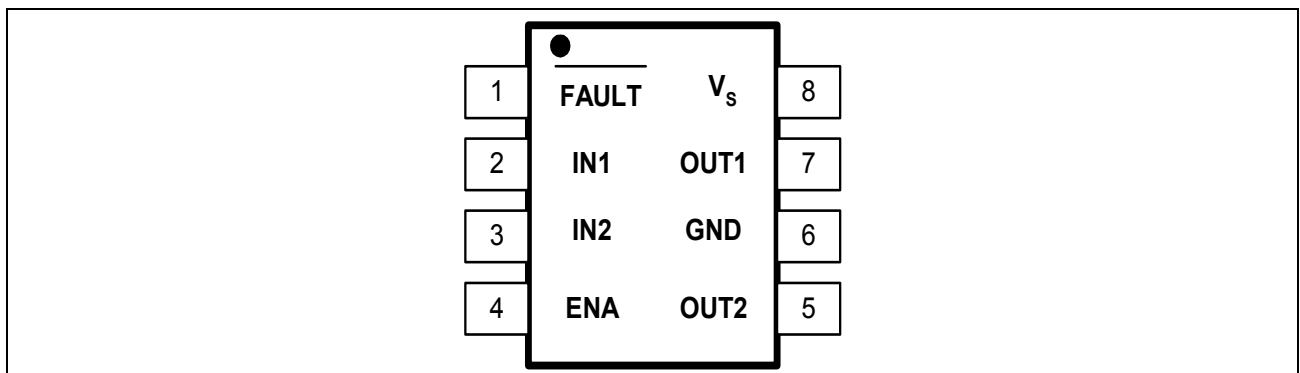 1 FAULT V_S 8
2 IN1 OUT1 7
3 IN2 GND 6
4 ENA OUT2 5